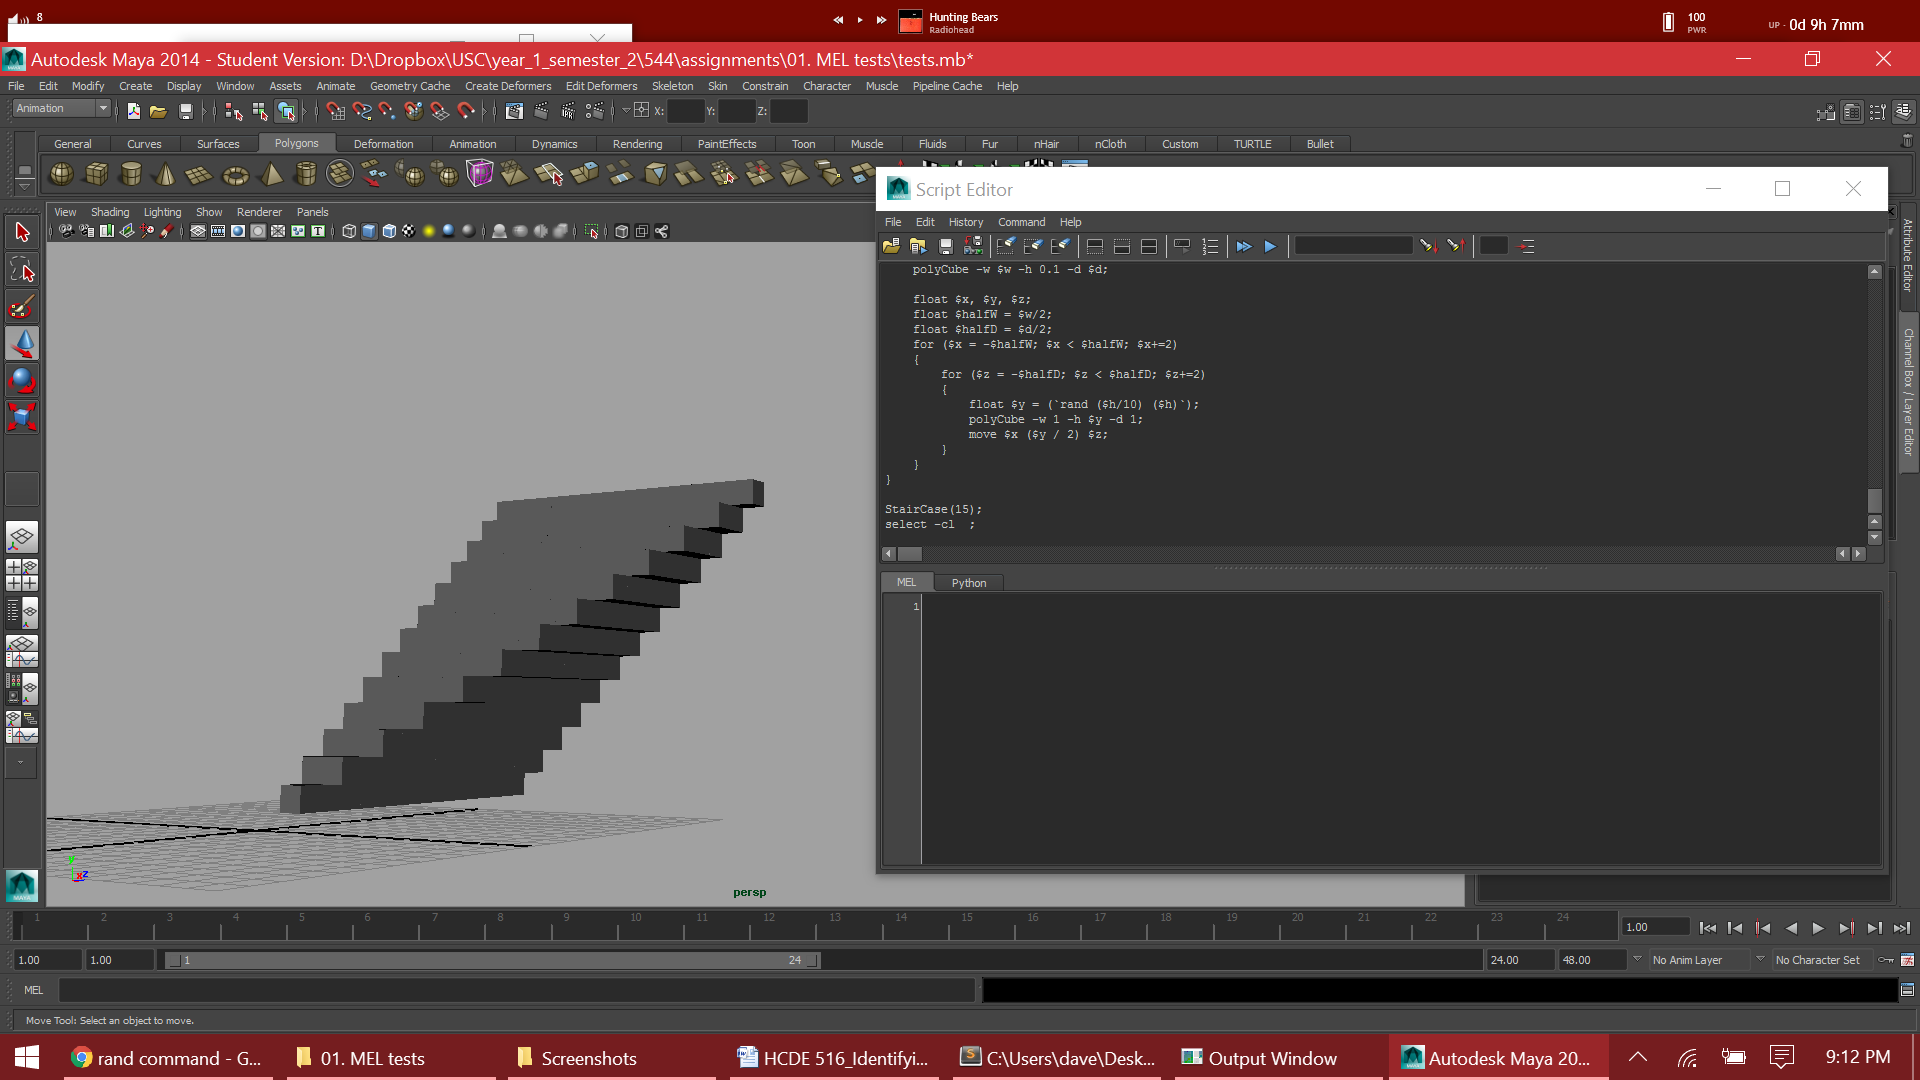 8
Hunting Bears
Radiohead
100
PWR
UP - 0d 9h 7mm
Autodesk Maya 2014 - Student Version: D:\Dropbox\USC\year_1_semester_2\544\assignments\01. MEL tests\tests.mb*
File Edit Modify Create Display Window Assets Animate Geometry Cache Create Deformers Edit Deformers Skeleton Skin Constrain Character Muscle Pipeline Cache Help
Animation X: Y: Z:
General Curves Surfaces Polygons Deformation Animation Dynamics Rendering PaintEffects Toon Muscle Fluids Fur nHair nCloth Custom TURTLE Bullet
Script Editor
View Shading Lighting Show Renderer Panels
File Edit History Command Help
polyCube -w $w -h 0.1 -d $d;
float $x, $y, $z;
float $halfW = $w/2;
float $halfD = $d/2;
for ($x = -$halfW; $x < $halfW; $x+=2)
{
for ($z = -$halfD; $z < $halfD; $z+=2)
{
float $y = (`rand ($h/10) ($h)`);
polyCube -w 1 -h $y -d 1;
move $x ($y / 2) $z;
}
}
}
StairCase(15);
select -cl  ;
MEL Python
1
Attribute Editor
Channel Box / Layer Editor
y
x z
persp
1 2 3 4 5 6 7 8 9 10 11 12 13 14 15 16 17 18 19 20 21 22 23 24 1.00
1.00 1.00 1 24 24.00 48.00 No Anim Layer No Character Set
MEL
Move Tool: Select an object to move.
rand command - G... 01. MEL tests Screenshots HCDE 516_Identifyi... C:\Users\dave\Desk... Output Window Autodesk Maya 20... 9:12 PM